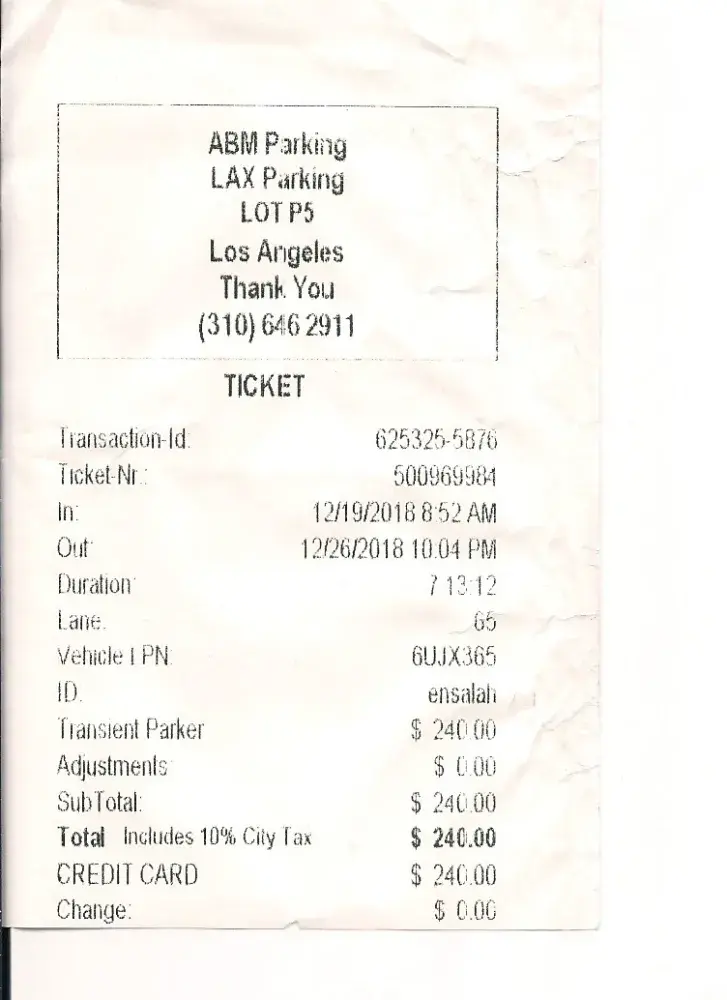 ABM Parking
LAX Parking
LOT P5
Los Angeles
Thank You
(310) 646 2911
TICKET
Transaction-Id: 625325-5876
Ticket-Nr.: 500969984
In: 12/19/2018 8:52 AM
Out: 12/26/2018 10:04 PM
Duration: 7 13:12
Lane: 65
Vehicle LPN: 6UJX365
ID: ensalah
Transient Parker $ 240.00
Adjustments: $ 0.00
SubTotal: $ 240.00
Total Includes 10% City Tax $ 240.00
CREDIT CARD $ 240.00
Change: $ 0.00